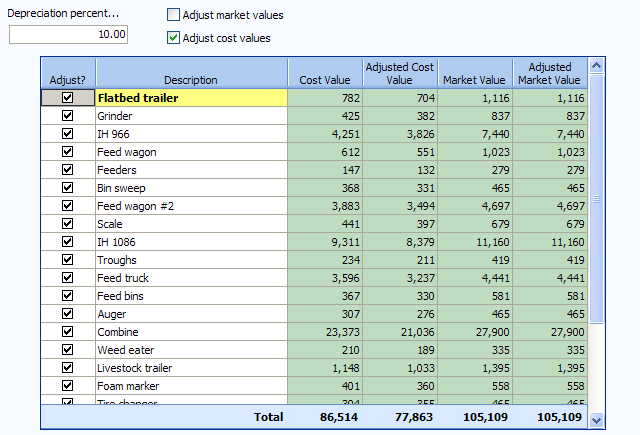 Depreciation percent...
10.00
Adjust market values
Adjust cost values
Adjust? Description Cost Value Adjusted Cost Value Market Value Adjusted Market Value
Flatbed trailer 782 704 1,116 1,116
Grinder 425 382 837 837
IH 966 4,251 3,826 7,440 7,440
Feed wagon 612 551 1,023 1,023
Feeders 147 132 279 279
Bin sweep 368 331 465 465
Feed wagon #2 3,883 3,494 4,697 4,697
Scale 441 397 679 679
IH 1086 9,311 8,379 11,160 11,160
Troughs 234 211 419 419
Feed truck 3,596 3,237 4,441 4,441
Feed bins 367 330 581 581
Auger 307 276 465 465
Combine 23,373 21,036 27,900 27,900
Weed eater 210 189 335 335
Livestock trailer 1,148 1,033 1,395 1,395
Foam marker 401 360 558 558
Tire changer 394 355 465 465
Total 86,514 77,863 105,109 105,109